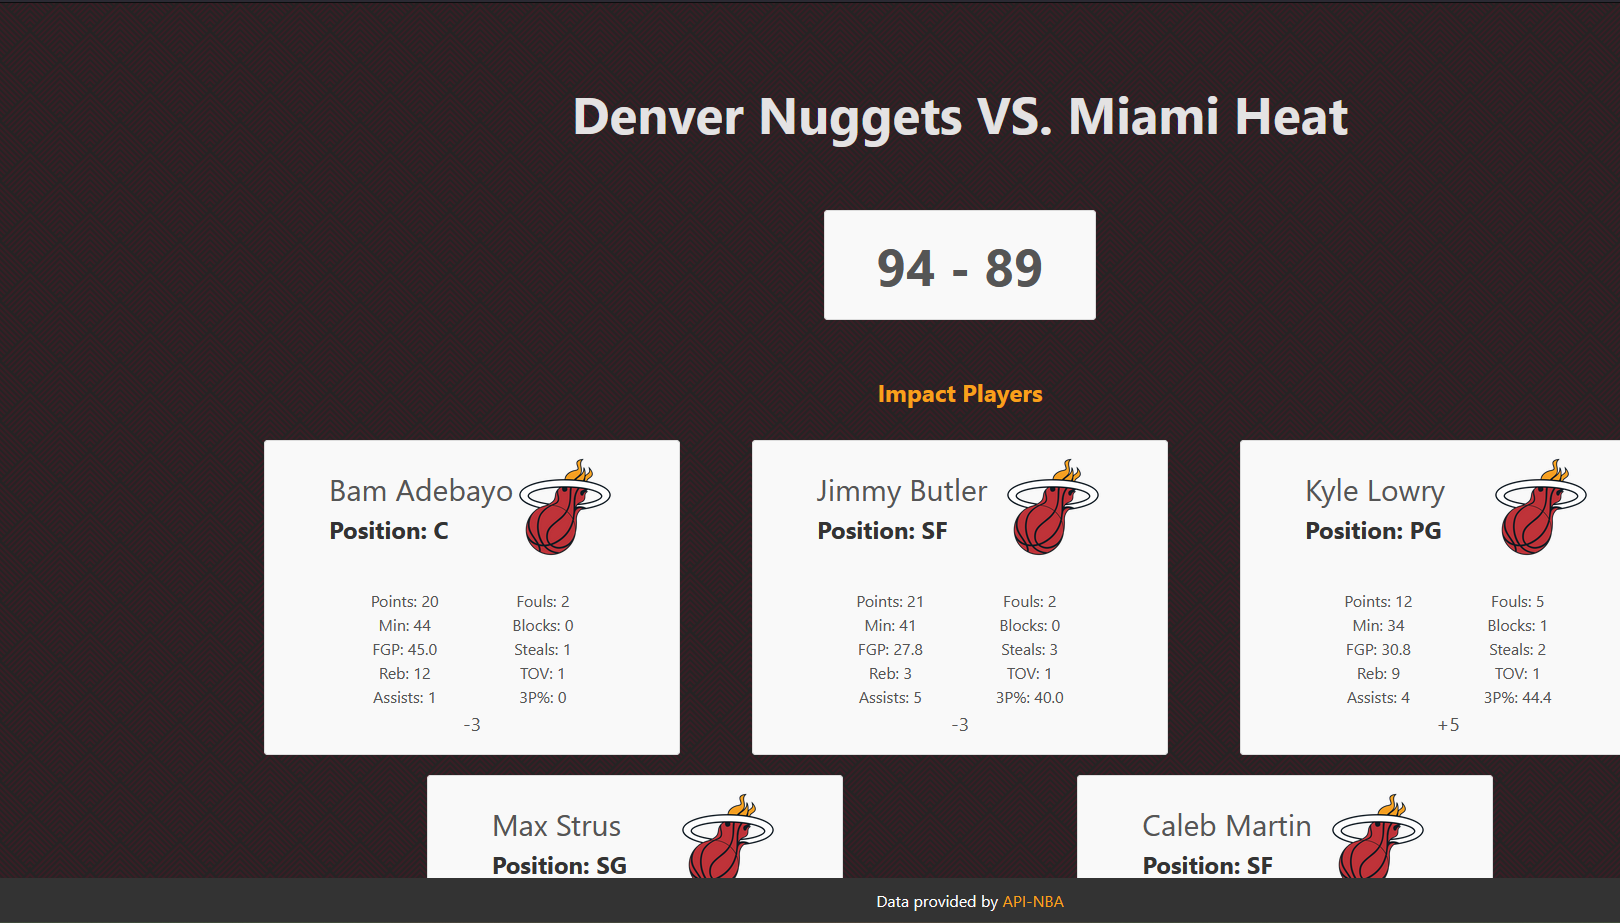 Denver Nuggets VS. Miami Heat
94 - 89
Impact Players
Bam Adebayo
Position: C
Points: 20
Min: 44
FGP: 45.0
Reb: 12
Assists: 1
Fouls: 2
Blocks: 0
Steals: 1
TOV: 1
3P%: 0
-3
Jimmy Butler
Position: SF
Points: 21
Min: 41
FGP: 27.8
Reb: 3
Assists: 5
Fouls: 2
Blocks: 0
Steals: 3
TOV: 1
3P%: 40.0
-3
Kyle Lowry
Position: PG
Points: 12
Min: 34
FGP: 30.8
Reb: 9
Assists: 4
Fouls: 5
Blocks: 1
Steals: 2
TOV: 1
3P%: 44.4
+5
Max Strus
Position: SG
Caleb Martin
Position: SF
Data provided by API-NBA